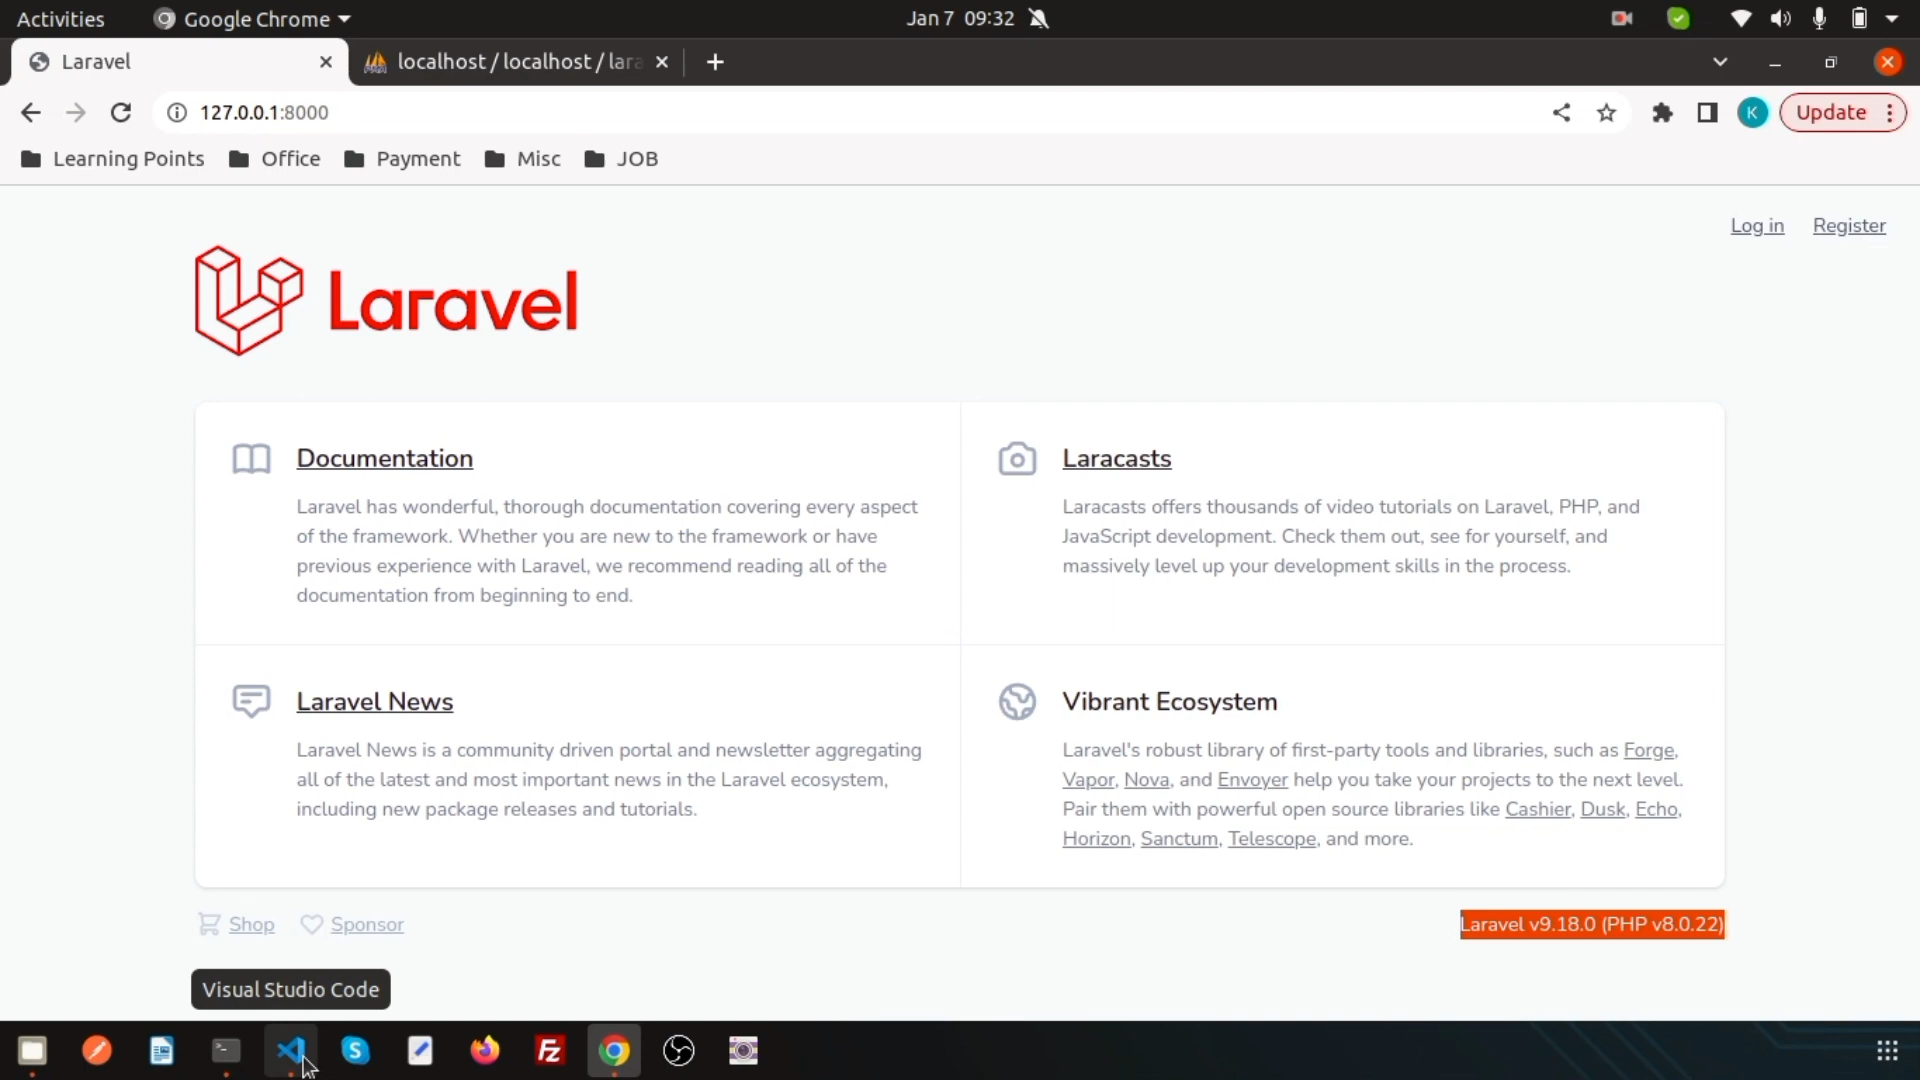 Activities
Google Chrome
Jan 7 09:32
Laravel
localhost / localhost / lara
127.0.0.1:8000
K
Update
Learning Points
Office
Payment
Misc
JOB
Log in
Register
Laravel
Documentation
Laravel has wonderful, thorough documentation covering every aspect
of the framework. Whether you are new to the framework or have
previous experience with Laravel, we recommend reading all of the
documentation from beginning to end.
Laracasts
Laracasts offers thousands of video tutorials on Laravel, PHP, and
JavaScript development. Check them out, see for yourself, and
massively level up your development skills in the process.
Laravel News
Laravel News is a community driven portal and newsletter aggregating
all of the latest and most important news in the Laravel ecosystem,
including new package releases and tutorials.
Vibrant Ecosystem
Laravel's robust library of first-party tools and libraries, such as Forge,
Vapor, Nova, and Envoyer help you take your projects to the next level.
Pair them with powerful open source libraries like Cashier, Dusk, Echo,
Horizon, Sanctum, Telescope, and more.
Shop
Sponsor
Laravel v9.18.0 (PHP v8.0.22)
Visual Studio Code
S
Fz